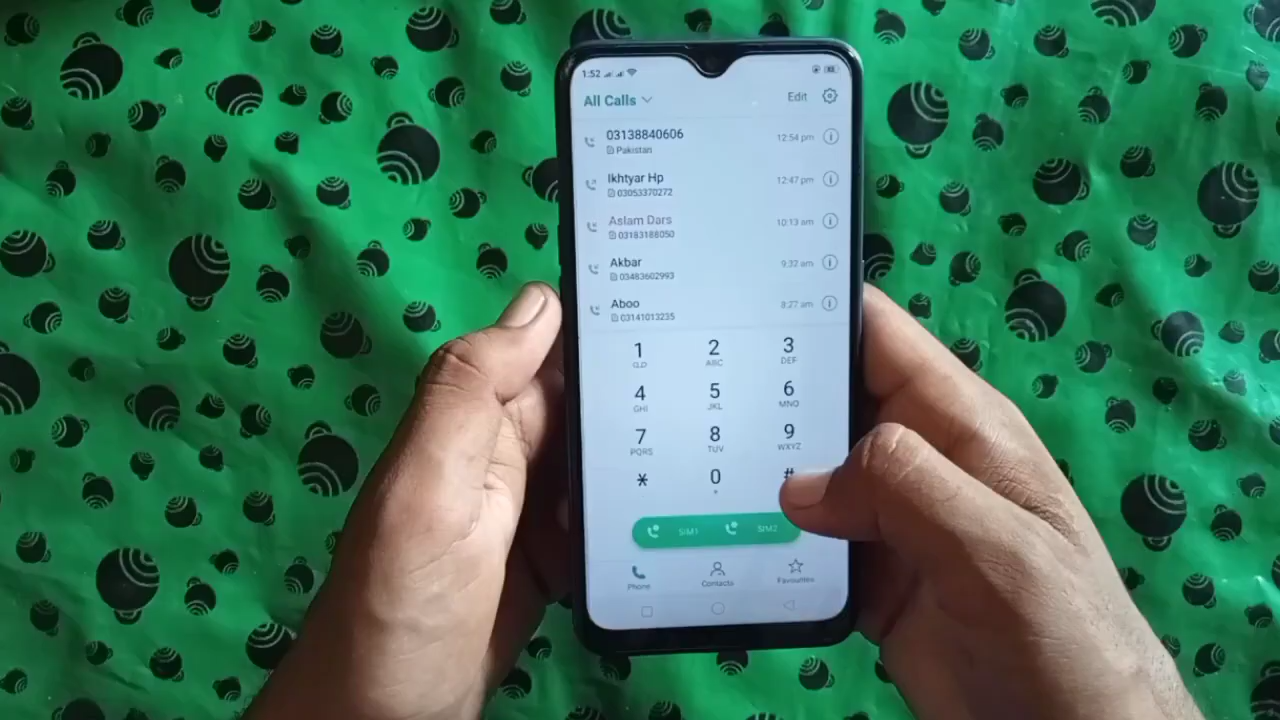 1:52
All Calls Edit
03138840606 12:54 pm
Pakistan
Ikhtyar Hp 12:47 pm
03053370272
Aslam Dars 10:13 am
03183188050
Akbar 9:32 am
03483602993
Aboo 8:27 am
03141013235
1 2 3
ABC DEF
4 5 6
GHI JKL MNO
7 8 9
PQRS TUV WXYZ
* 0 #
SIM1 SIM2
Phone Contacts Favourites